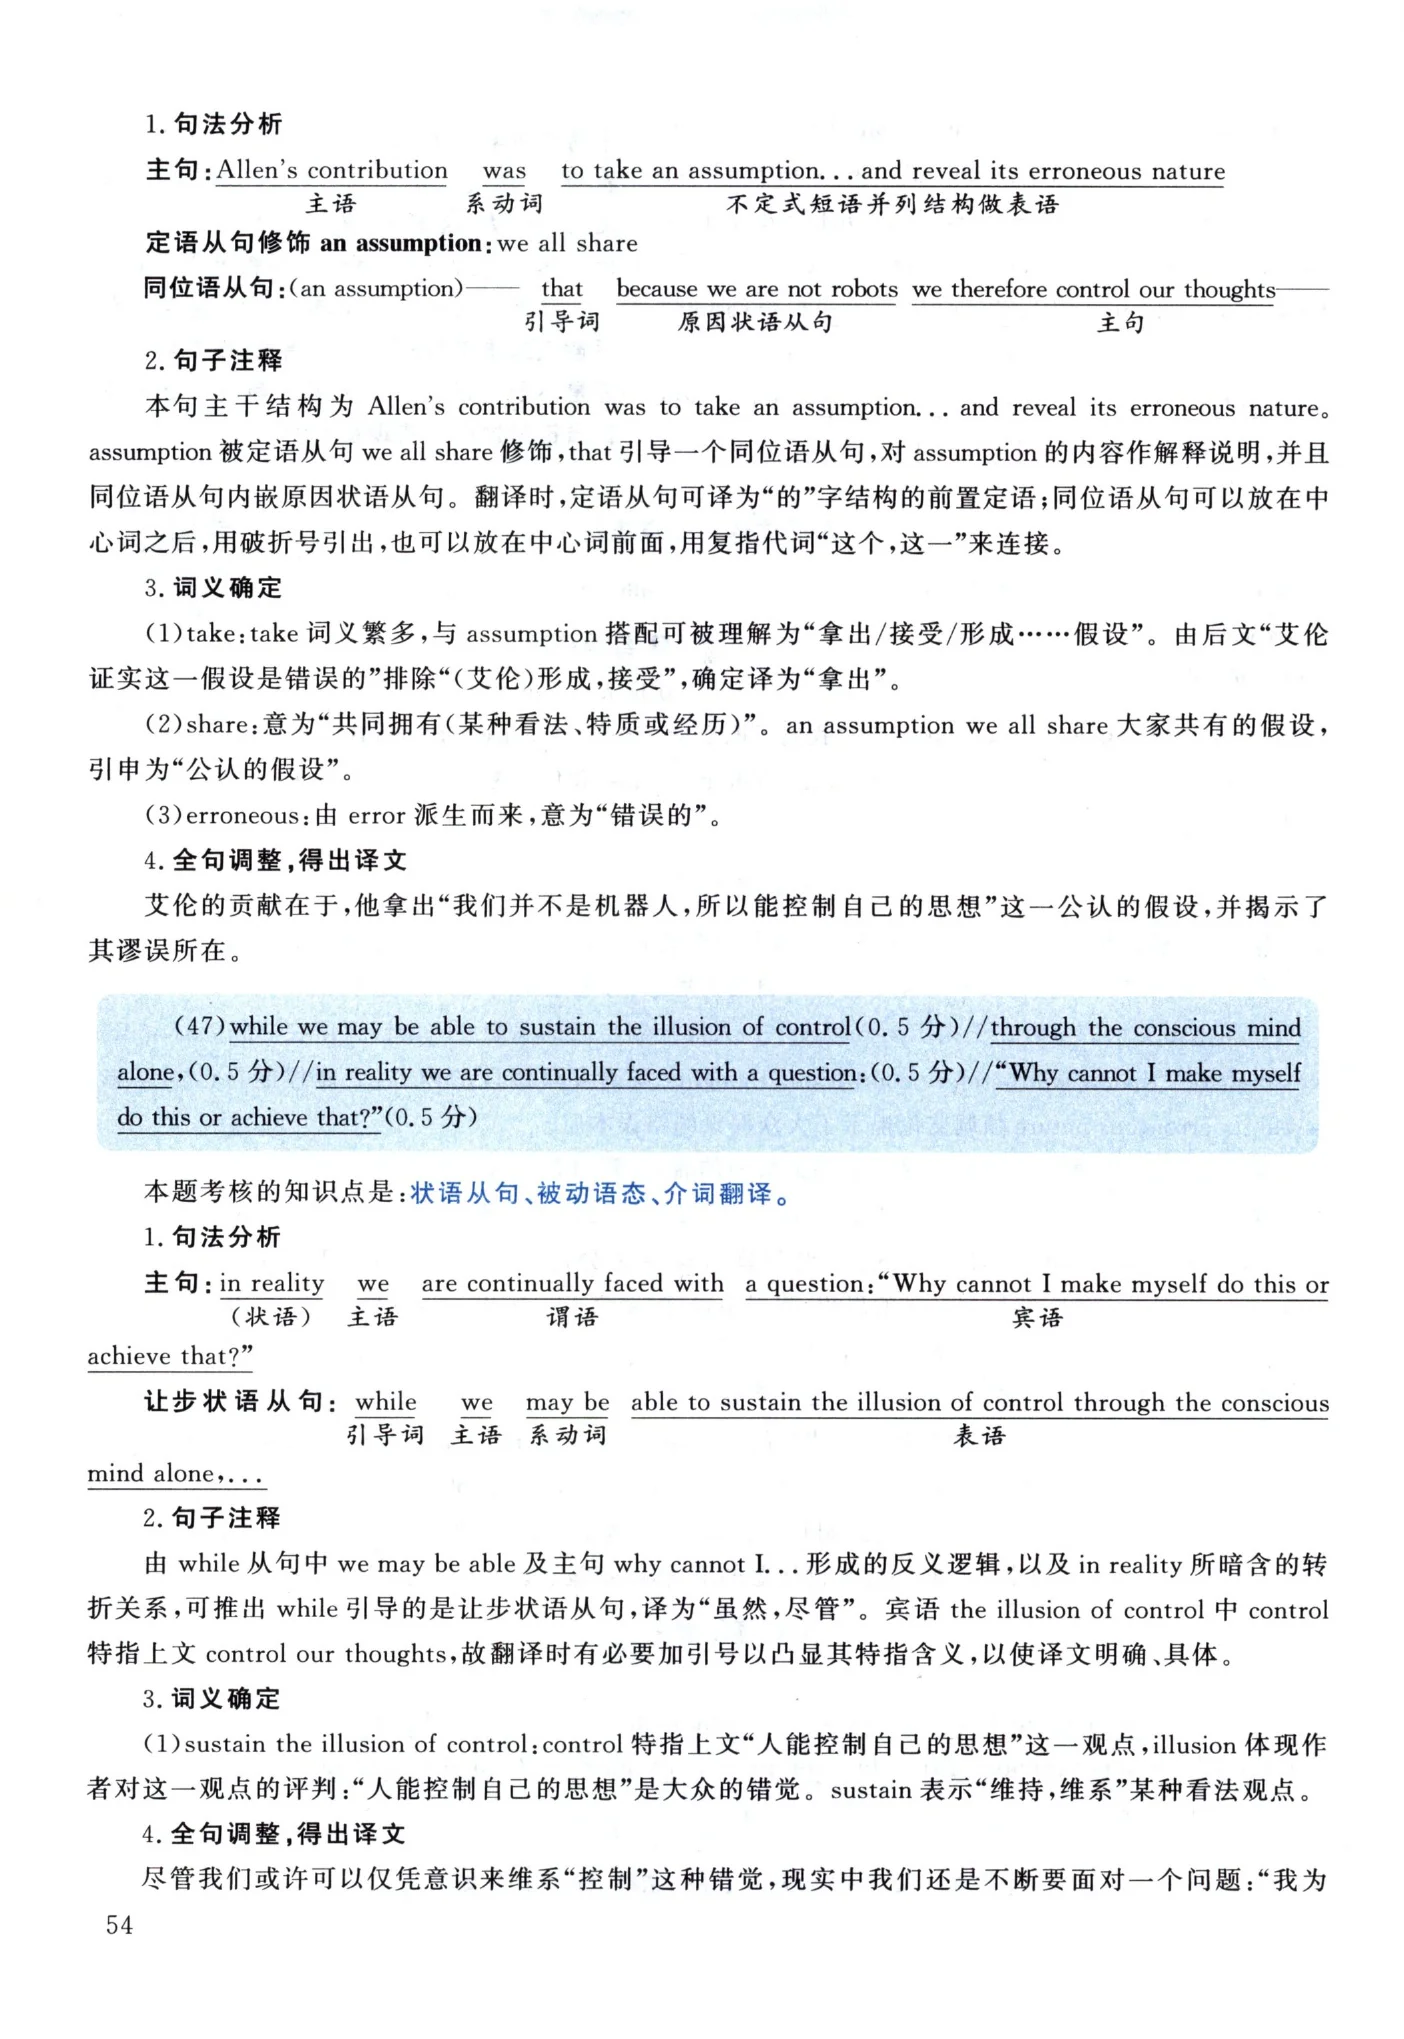 1. 句法分析
主句:Allen's contribution was to take an assumption... and reveal its erroneous nature
主语 系动词 不定式短语并列结构做表语
定语从句修饰 an assumption:we all share
同位语从句:(an assumption)—— that because we are not robots we therefore control our thoughts——
引导词 原因状语从句 主句
2. 句子注释
本句主干结构为 Allen's contribution was to take an assumption... and reveal its erroneous nature。
assumption 被定语从句 we all share 修饰,that 引导一个同位语从句,对 assumption 的内容作解释说明,并且
同位语从句内嵌原因状语从句。翻译时,定语从句可译为“的”字结构的前置定语;同位语从句可以放在中
心词之后,用破折号引出,也可以放在中心词前面,用复指代词“这个,这一”来连接。
3. 词义确定
(1)take:take 词义繁多,与 assumption 搭配可被理解为“拿出/接受/形成……假设”。由后文“艾伦
证实这一假设是错误的”排除“(艾伦)形成,接受”,确定译为“拿出”。
(2)share:意为“共同拥有(某种看法、特质或经历)”。an assumption we all share 大家共有的假设,
引申为“公认的假设”。
(3)erroneous:由 error 派生而来,意为“错误的”。
4. 全句调整,得出译文
艾伦的贡献在于,他拿出“我们并不是机器人,所以能控制自己的思想”这一公认的假设,并揭示了
其谬误所在。
(47)while we may be able to sustain the illusion of control(0.5 分)//through the conscious mind
alone,(0.5 分)//in reality we are continually faced with a question:(0.5 分)//“Why cannot I make myself
do this or achieve that?”(0.5 分)
本题考核的知识点是:状语从句、被动语态、介词翻译。
1. 句法分析
主句: in reality we are continually faced with a question:“Why cannot I make myself do this or
(状语) 主语 谓语 宾语
achieve that?”
让步状语从句: while we may be able to sustain the illusion of control through the conscious
引导词 主语 系动词 表语
mind alone,...
2. 句子注释
由 while 从句中 we may be able 及主句 why cannot I... 形成的反义逻辑,以及 in reality 所暗含的转
折关系,可推出 while 引导的是让步状语从句,译为“虽然,尽管”。宾语 the illusion of control 中 control
特指上文 control our thoughts,故翻译时有必要加引号以凸显其特指含义,以使译文明确、具体。
3. 词义确定
(1)sustain the illusion of control:control 特指上文“人能控制自己的思想”这一观点,illusion 体现作
者对这一观点的评判:“人能控制自己的思想”是大众的错觉。sustain 表示“维持,维系”某种看法观点。
4. 全句调整,得出译文
尽管我们或许可以仅凭意识来维系“控制”这种错觉,现实中我们还是不断要面对一个问题:“我为
54